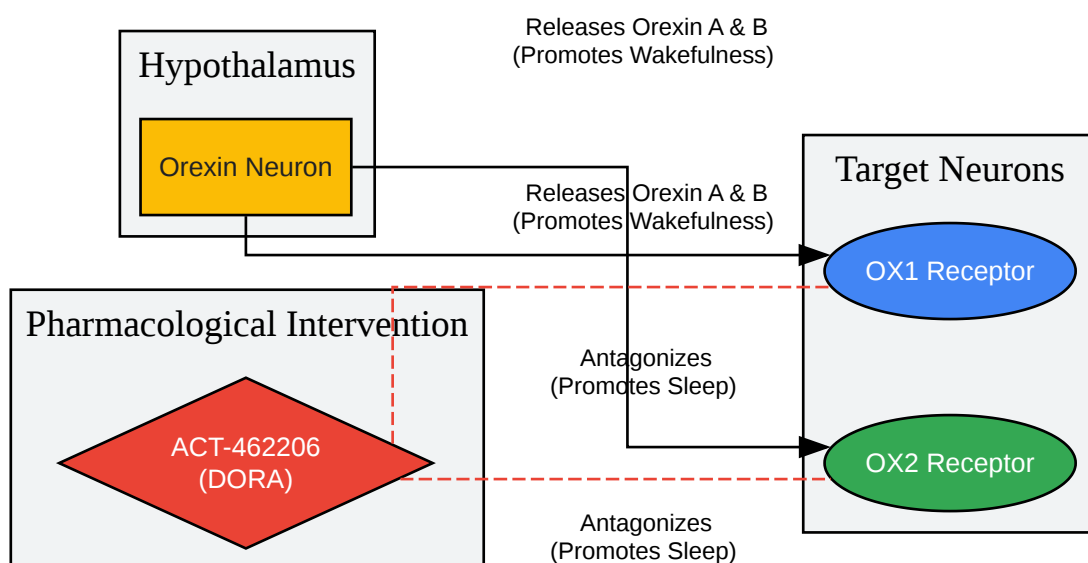 Releases Orexin A & B
(Promotes Wakefulness)
Hypothalamus
Orexin Neuron
Target Neurons
Releases Orexin A & B
(Promotes Wakefulness)
OX1 Receptor
Pharmacological Intervention
Antagonizes
(Promotes Sleep)
ACT-462206
(DORA)
OX2 Receptor
Antagonizes
(Promotes Sleep)